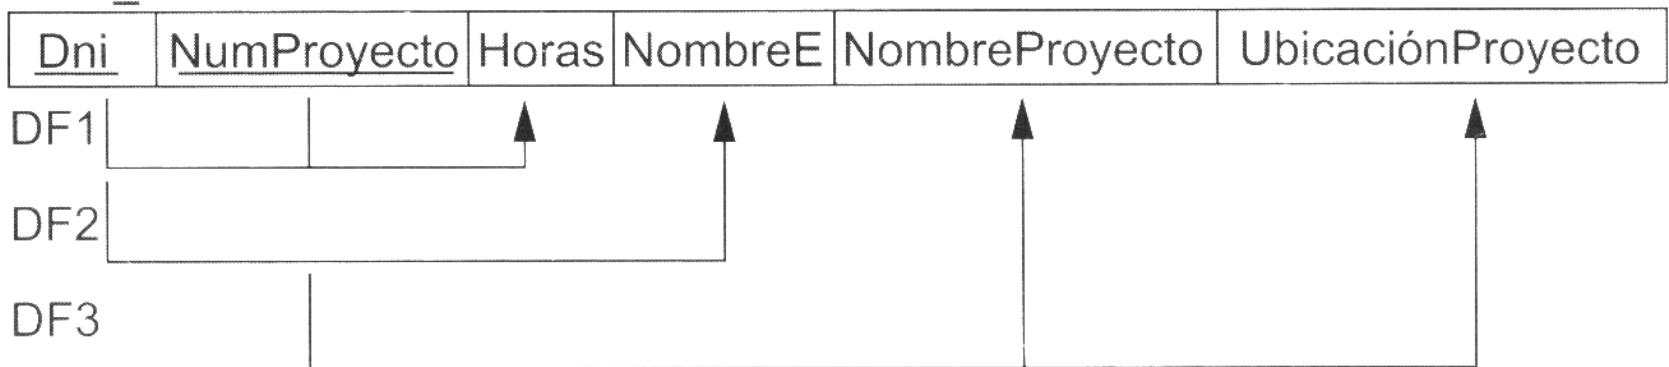 Dni NumProyecto Horas NombreE NombreProyecto UbicaciónProyecto
DF1
DF2
DF3